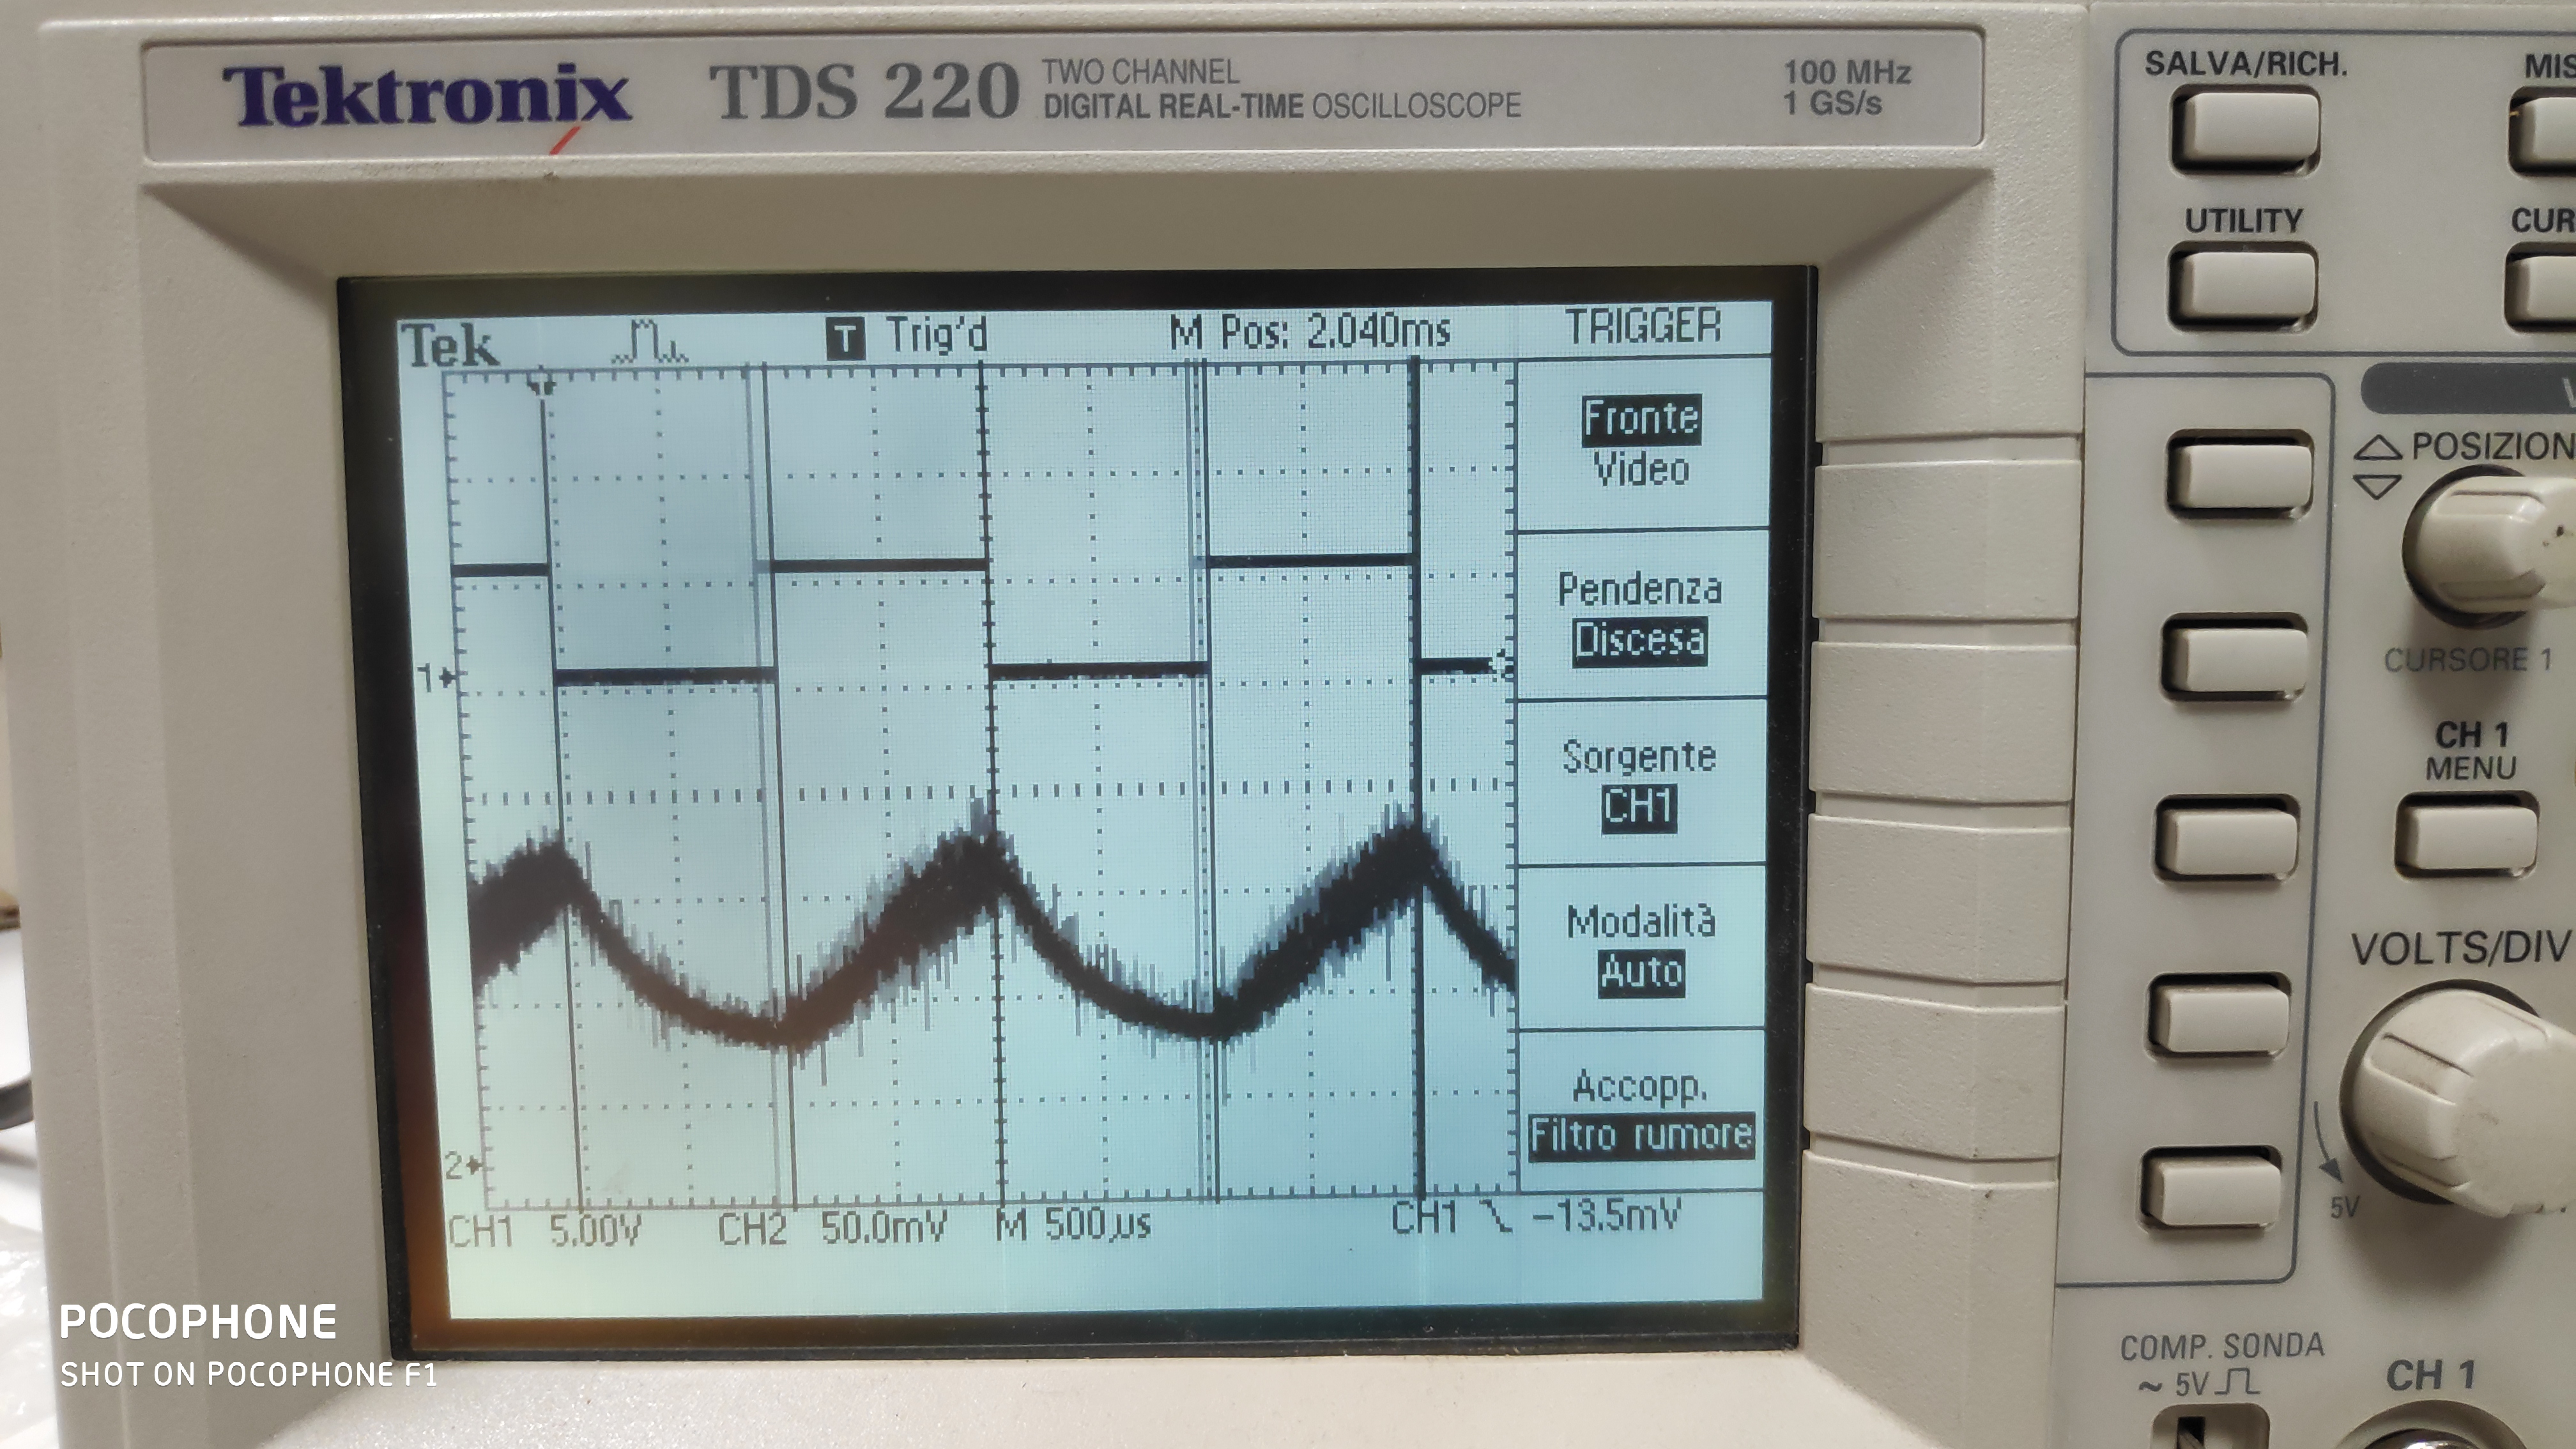 Tektronix TDS 220 TWO CHANNEL
DIGITAL REAL-TIME OSCILLOSCOPE
100 MHz
1 GS/s
SALVA/RICH.
UTILITY
Tek
T Trig'd
M Pos: 2.040ms
TRIGGER
Fronte
Video
Pendenza
Discesa
Sorgente
CH1
Modalità
Auto
Accopp.
Filtro rumore
1
2
CH1 5.00V
CH2 50.0mV
M 500µs
CH1 -13.5mV
CURSORE 1
CH 1
MENU
VOLTS/DIV
5V
COMP. SONDA
~ 5V
CH 1
POCOPHONE
SHOT ON POCOPHONE F1